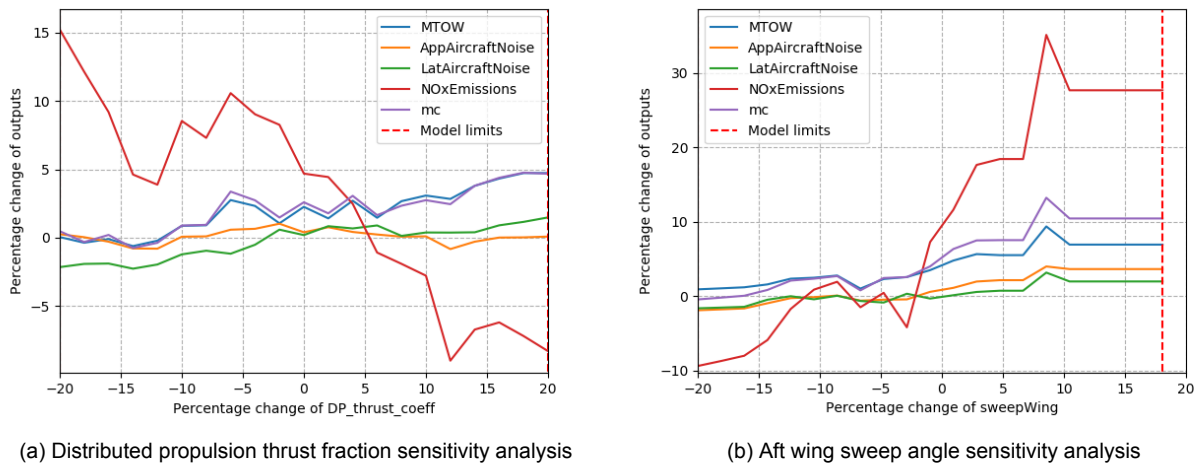 MTOW
AppAircraftNoise
LatAircraftNoise
NOxEmissions
mc
Model limits
Percentage change of outputs
15
10
5
0
−5
−20 −15 −10 −5 0 5 10 15 20
Percentage change of DP_thrust_coeff
(a) Distributed propulsion thrust fraction sensitivity analysis
MTOW
AppAircraftNoise
LatAircraftNoise
NOxEmissions
mc
Model limits
Percentage change of outputs
30
20
10
0
−10
−20 −15 −10 −5 0 5 10 15 20
Percentage change of sweepWing
(b) Aft wing sweep angle sensitivity analysis